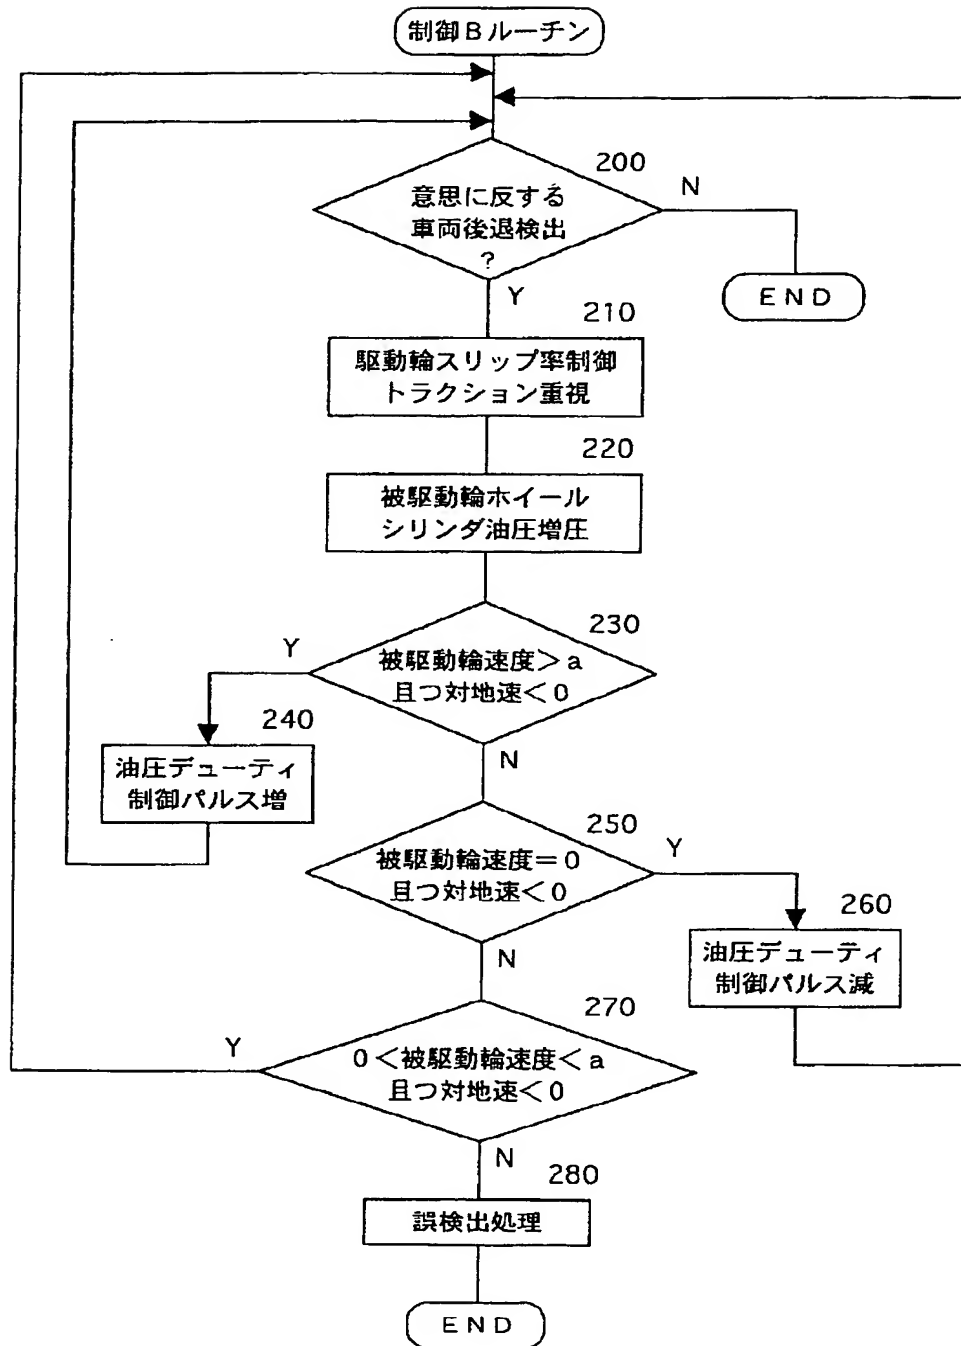 制御Bルーチン
200
意思に反する
車両後退検出
?
N
END
Y
210
駆動輪スリップ率制御
トラクション重視
220
被駆動輪ホイール
シリンダ油圧増圧
230
Y
被駆動輪速度>a
且つ対地速<0
240
N
油圧デューティ
制御パルス増
250
Y
被駆動輪速度=0
且つ対地速<0
260
N
油圧デューティ
制御パルス減
270
Y
0<被駆動輪速度<a
且つ対地速<0
N
280
誤検出処理
END